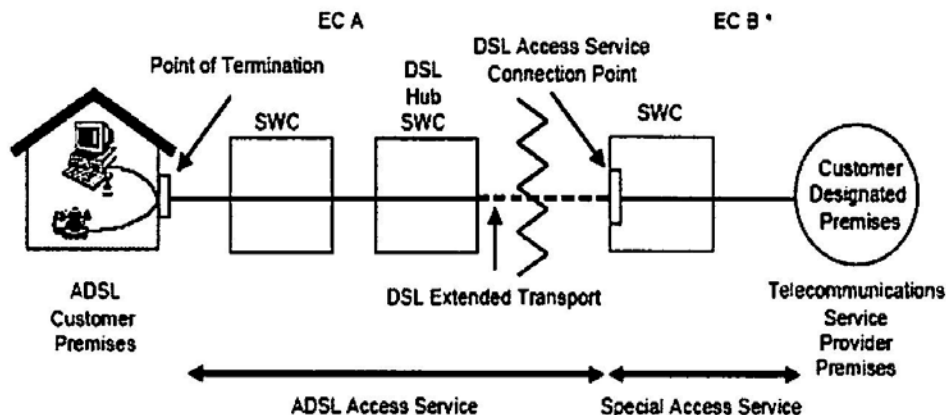 EC A
EC B *
Point of Termination
DSL
Hub
SWC
DSL Access Service
Connection Point
SWC
SWC
Customer
Designated
Premises
DSL Extended Transport
ADSL
Customer
Premises
Telecommunications
Service
Provider
Premises
ADSL Access Service
Special Access Service